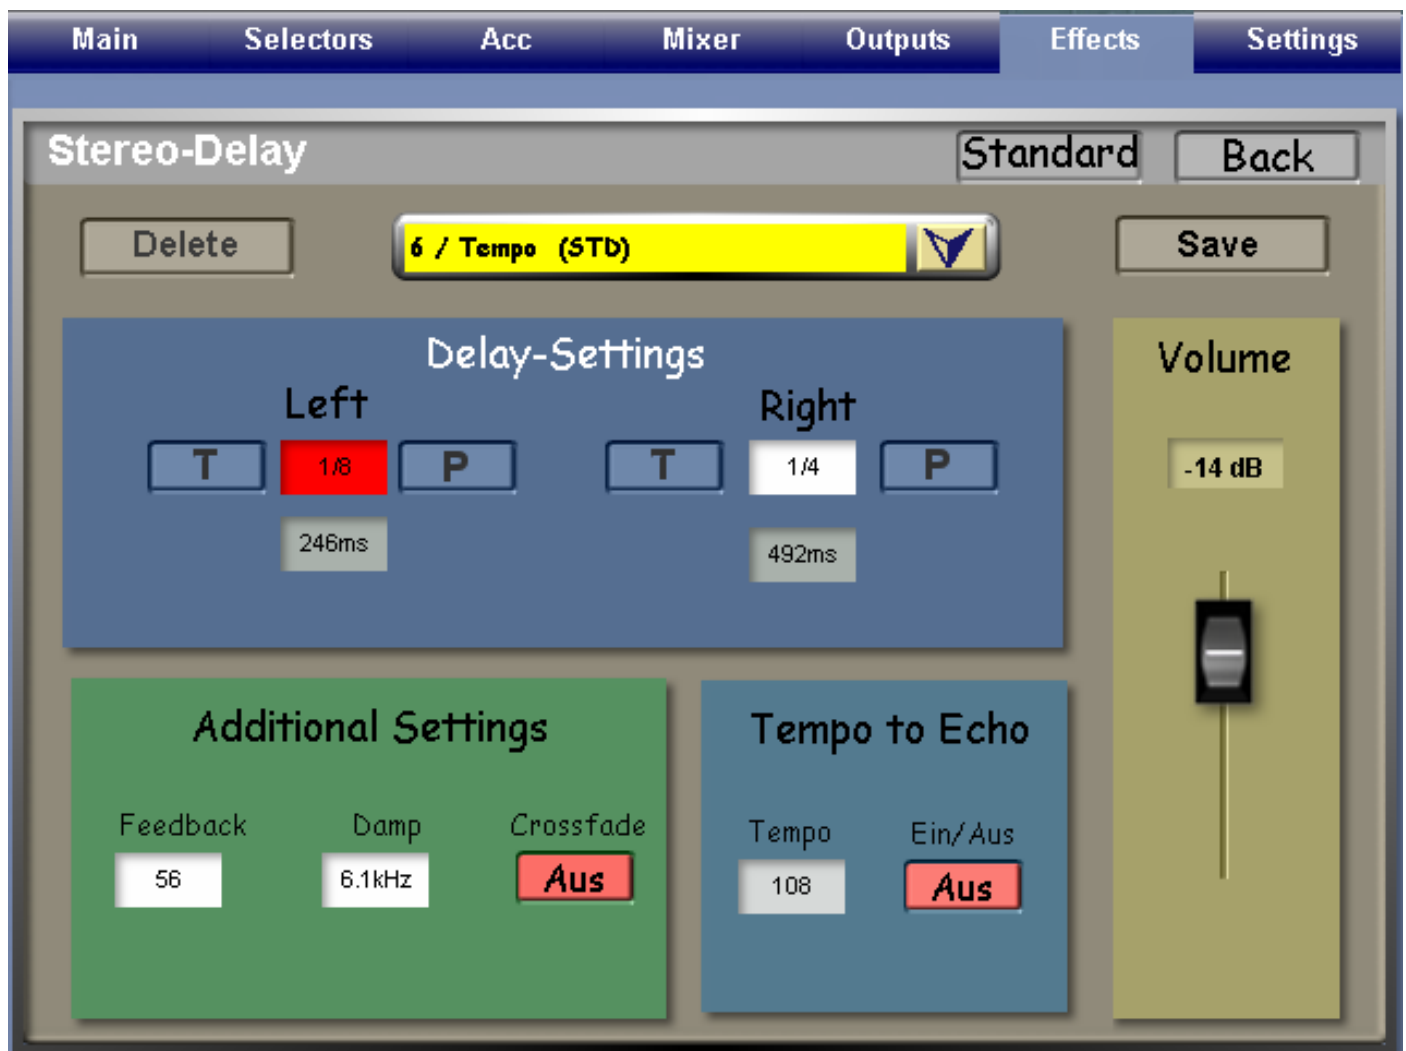 Main Selectors Acc Mixer Outputs Effects Settings
Stereo-Delay Standard Back
Delete 6 / Tempo (STD) Save
Delay-Settings Volume
Left Right
T 1/8 P T 1/4 P -14 dB
246ms 492ms
Additional Settings Tempo to Echo
Feedback Damp Crossfade Tempo Ein/Aus
56 6.1kHz Aus 108 Aus